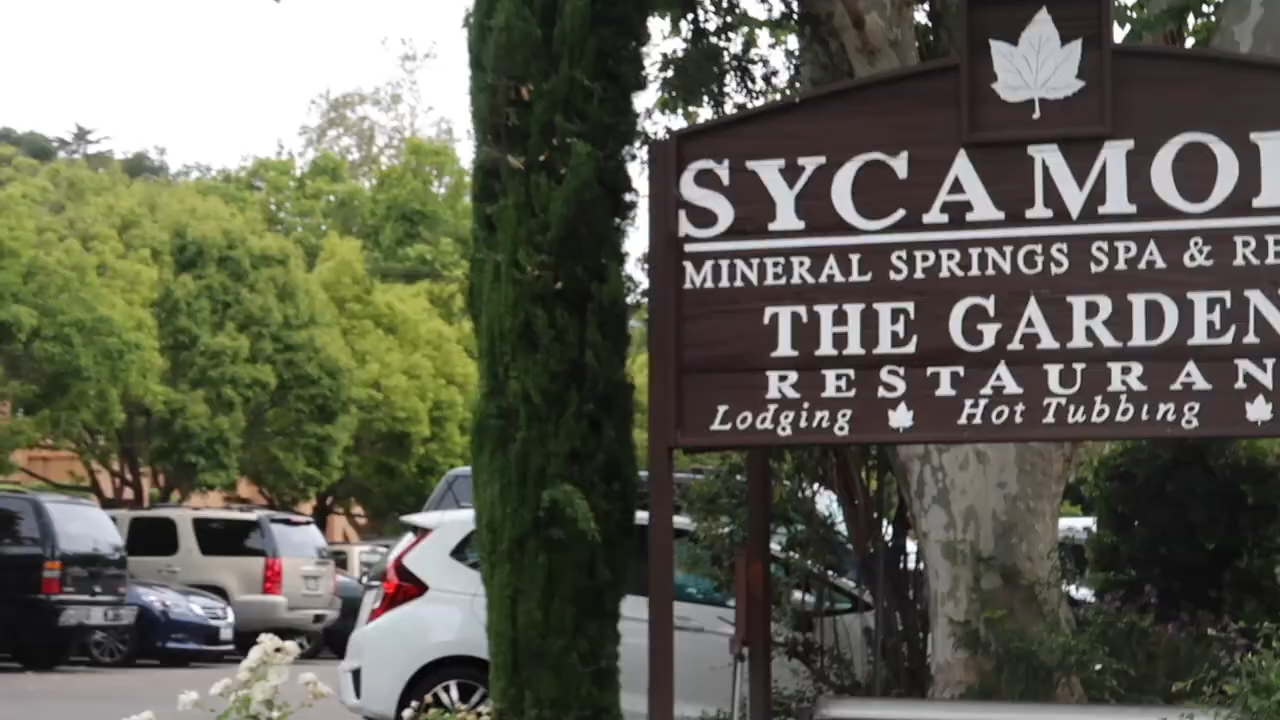 SYCAMO
MINERAL SPRINGS SPA & RE
THE GARDEN
RESTAURAN
Lodging Hot Tubbing